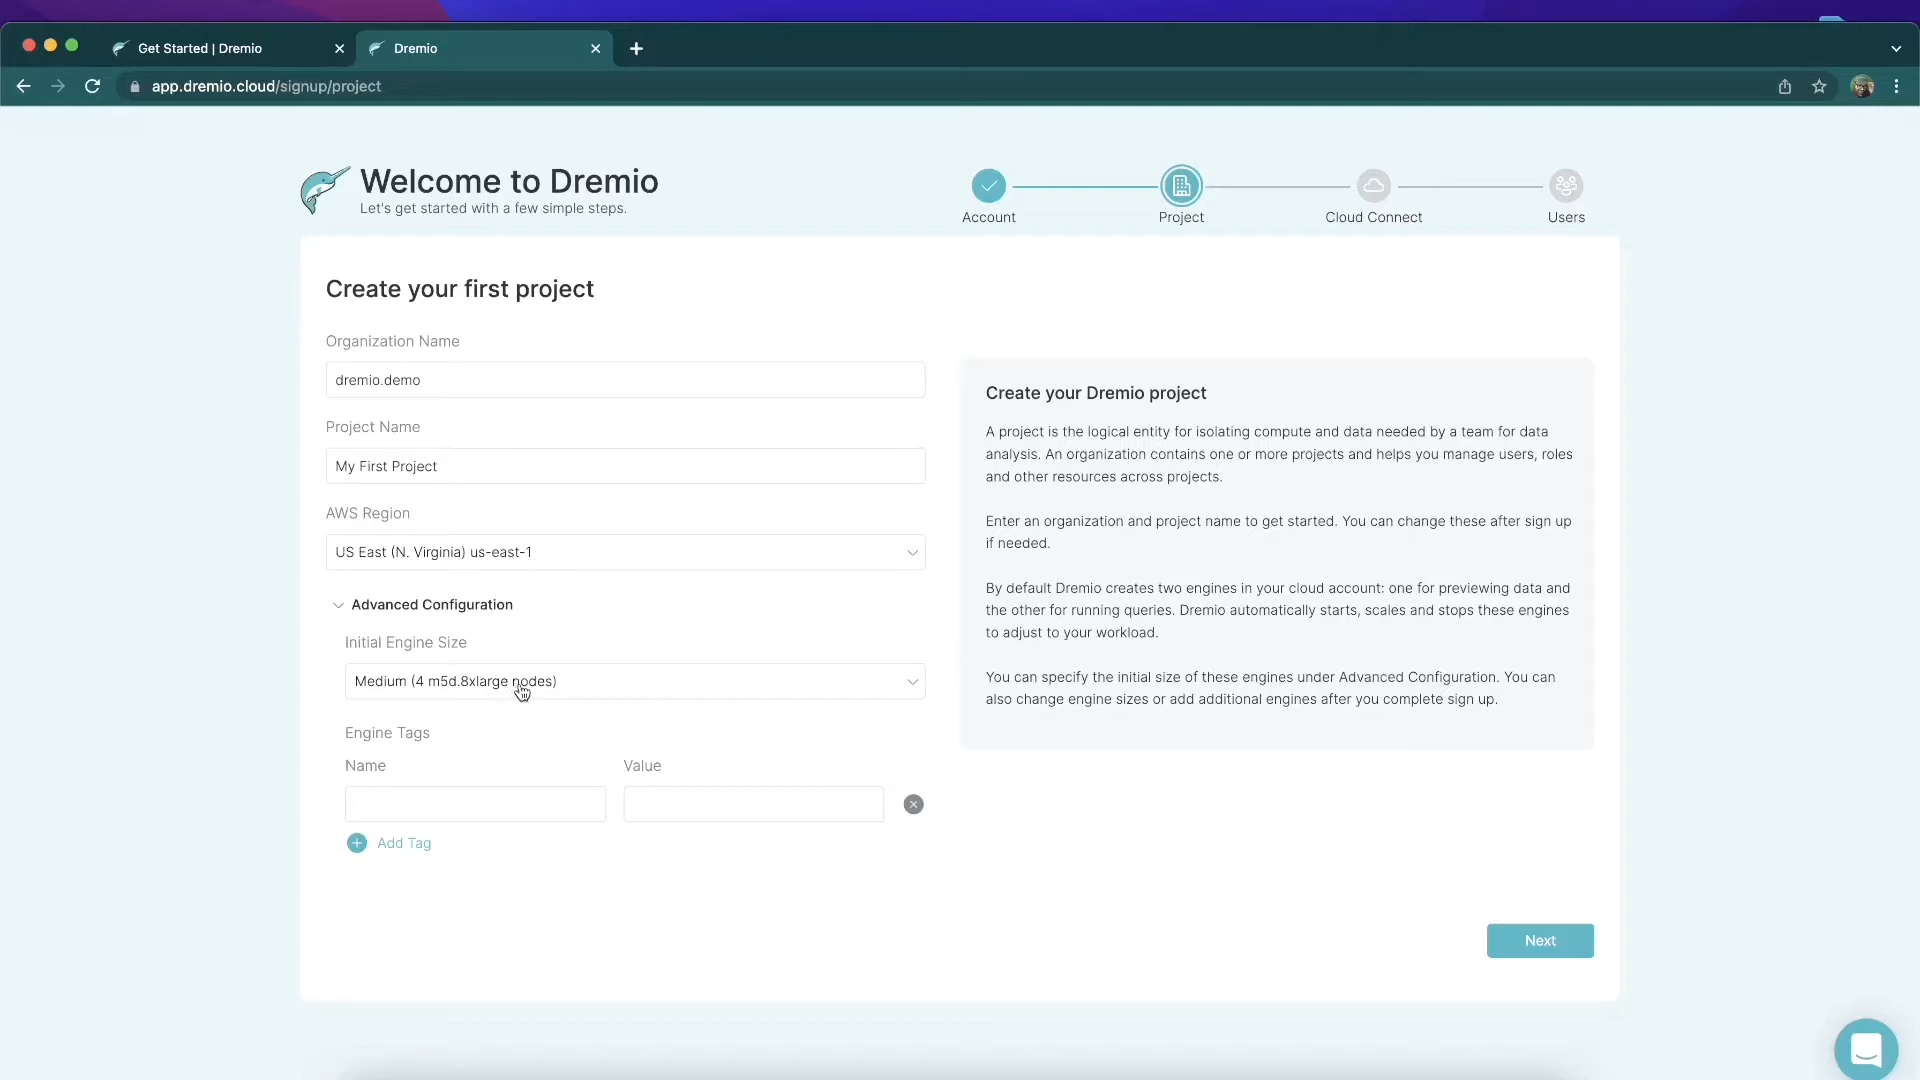 Get Started | Dremio
Dremio
app.dremio.cloud/signup/project
Welcome to Dremio
Let's get started with a few simple steps.
Account
Project
Cloud Connect
Users
Create your first project
Organization Name
dremio.demo
Project Name
My First Project
AWS Region
US East (N. Virginia) us-east-1
Advanced Configuration
Initial Engine Size
Medium (4 m5d.8xlarge nodes)
Engine Tags
Name
Value
Add Tag
Create your Dremio project
A project is the logical entity for isolating compute and data needed by a team for data
analysis. An organization contains one or more projects and helps you manage users, roles
and other resources across projects.
Enter an organization and project name to get started. You can change these after sign up
if needed.
By default Dremio creates two engines in your cloud account: one for previewing data and
the other for running queries. Dremio automatically starts, scales and stops these engines
to adjust to your workload.
You can specify the initial size of these engines under Advanced Configuration. You can
also change engine sizes or add additional engines after you complete sign up.
Next